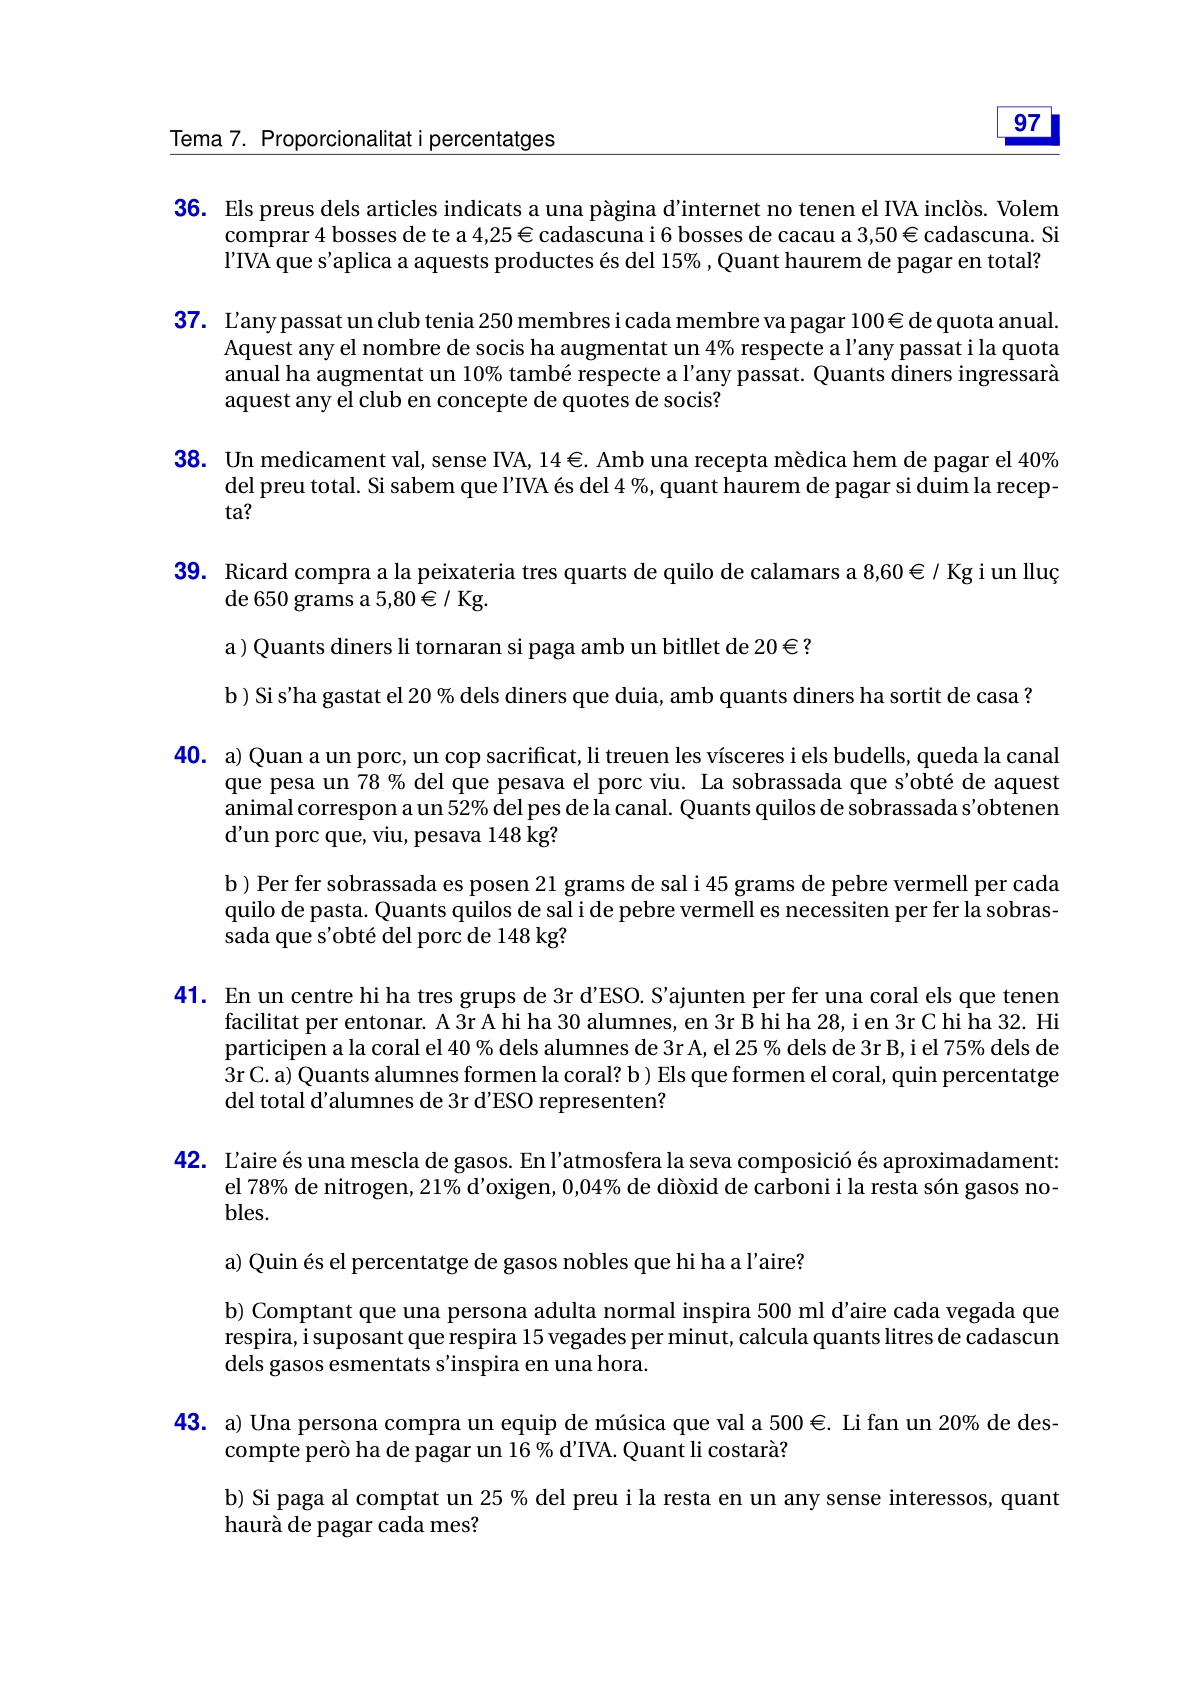 97
Tema 7. Proporcionalitat i percentatges
36. Els preus dels articles indicats a una pàgina d’internet no tenen el IVA inclòs. Volem
comprar 4 bosses de te a 4,25 € cadascuna i 6 bosses de cacau a 3,50 € cadascuna. Si
l’IVA que s’aplica a aquests productes és del 15% , Quant haurem de pagar en total?
37. L’any passat un club tenia 250 membres i cada membre va pagar 100 € de quota anual.
Aquest any el nombre de socis ha augmentat un 4% respecte a l’any passat i la quota
anual ha augmentat un 10% també respecte a l’any passat. Quants diners ingressarà
aquest any el club en concepte de quotes de socis?
38. Un medicament val, sense IVA, 14 €. Amb una recepta mèdica hem de pagar el 40%
del preu total. Si sabem que l’IVA és del 4 %, quant haurem de pagar si duim la recep-
ta?
39. Ricard compra a la peixateria tres quarts de quilo de calamars a 8,60 € / Kg i un lluç
de 650 grams a 5,80 € / Kg.
a ) Quants diners li tornaran si paga amb un bitllet de 20 € ?
b ) Si s’ha gastat el 20 % dels diners que duia, amb quants diners ha sortit de casa ?
40. a) Quan a un porc, un cop sacrificat, li treuen les vísceres i els budells, queda la canal
que pesa un 78 % del que pesava el porc viu. La sobrassada que s’obté de aquest
animal correspon a un 52% del pes de la canal. Quants quilos de sobrassada s’obtenen
d’un porc que, viu, pesava 148 kg?
b ) Per fer sobrassada es posen 21 grams de sal i 45 grams de pebre vermell per cada
quilo de pasta. Quants quilos de sal i de pebre vermell es necessiten per fer la sobras-
sada que s’obté del porc de 148 kg?
41. En un centre hi ha tres grups de 3r d’ESO. S’ajunten per fer una coral els que tenen
facilitat per entonar. A 3r A hi ha 30 alumnes, en 3r B hi ha 28, i en 3r C hi ha 32. Hi
participen a la coral el 40 % dels alumnes de 3r A, el 25 % dels de 3r B, i el 75% dels de
3r C. a) Quants alumnes formen la coral? b ) Els que formen el coral, quin percentatge
del total d’alumnes de 3r d’ESO representen?
42. L’aire és una mescla de gasos. En l’atmosfera la seva composició és aproximadament:
el 78% de nitrogen, 21% d’oxigen, 0,04% de diòxid de carboni i la resta són gasos no-
bles.
a) Quin és el percentatge de gasos nobles que hi ha a l’aire?
b) Comptant que una persona adulta normal inspira 500 ml d’aire cada vegada que
respira, i suposant que respira 15 vegades per minut, calcula quants litres de cadascun
dels gasos esmentats s’inspira en una hora.
43. a) Una persona compra un equip de música que val a 500 €. Li fan un 20% de des-
compte però ha de pagar un 16 % d’IVA. Quant li costarà?
b) Si paga al comptat un 25 % del preu i la resta en un any sense interessos, quant
haurà de pagar cada mes?